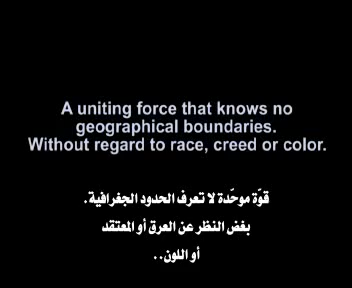 A uniting force that knows no
geographical boundaries.
Without regard to race, creed or color.
قوّة موحّدة لا تعرف الحدود الجغرافية.
بغض النظر عن العرق أو المعتقد
أو اللون..